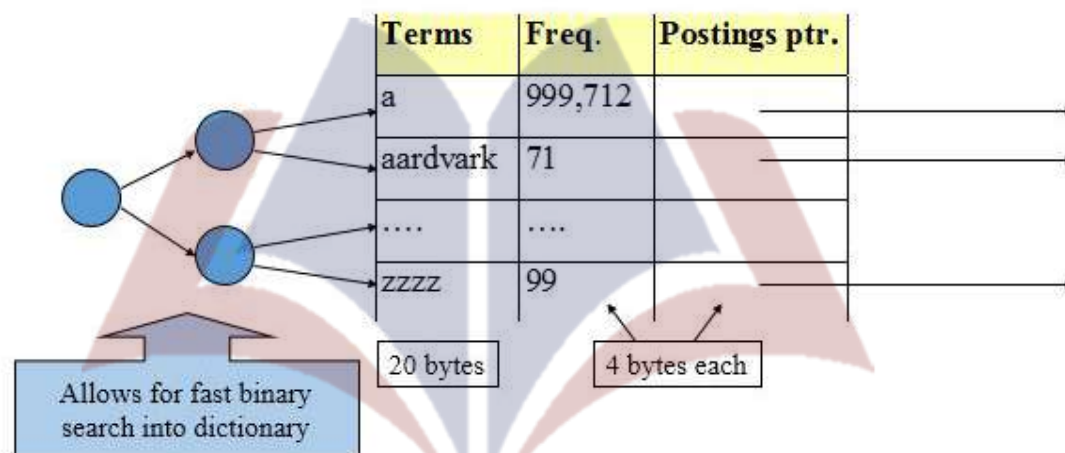 Terms Freq. Postings ptr.
a 999,712
aardvark 71
.... ....
zzzz 99
20 bytes 4 bytes each
Allows for fast binary
search into dictionary